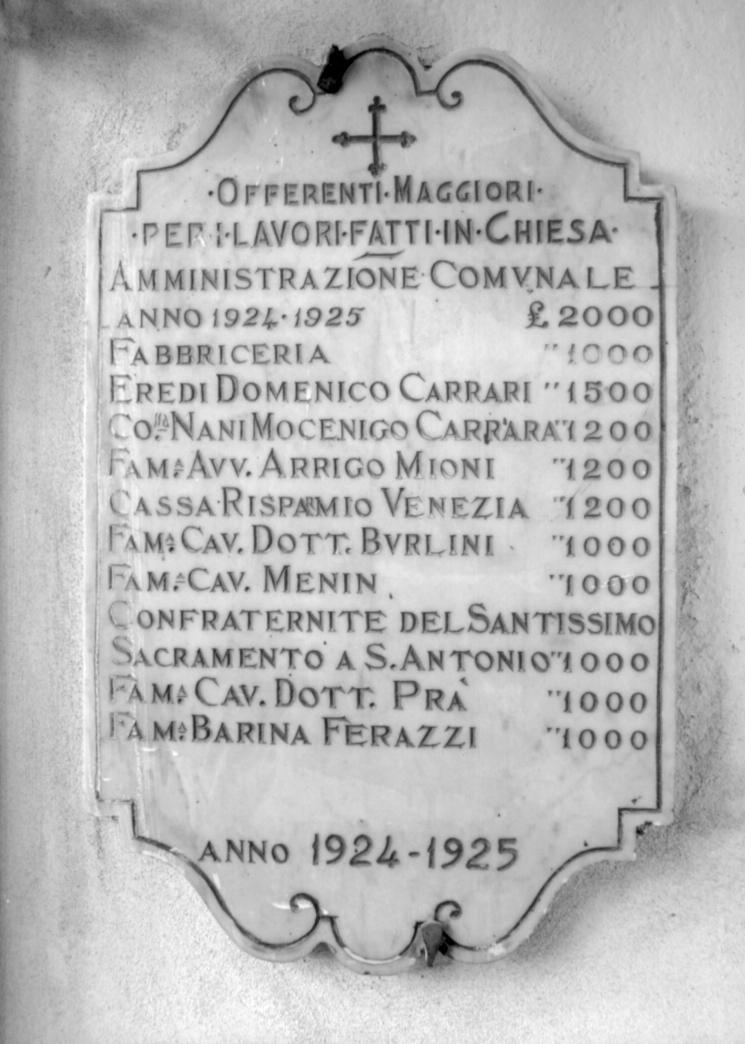 ·OFFERENTI·MAGGIORI·
·PER·I·LAVORI·FATTI·IN·CHIESA·
AMMINISTRAZIONE·COMVNALE
ANNO 1924·1925 £ 2000
FABBRICERIA " 1000
EREDI DOMENICO CARRARI " 1500
CO.ssa NANI MOCENIGO CARRARA " 1200
FAM.a AVV. ARRIGO MIONI " 1200
CASSA·RISPARMIO VENEZIA " 1200
FAM.a CAV. DOTT. BVRLINI " 1000
FAM.a CAV. MENIN " 1000
CONFRATERNITE DEL SANTISSIMO
SACRAMENTO A S. ANTONIO " 1000
FAM.a CAV. DOTT. PRÀ " 1000
FAM.a BARINA FERAZZI " 1000
ANNO 1924-1925